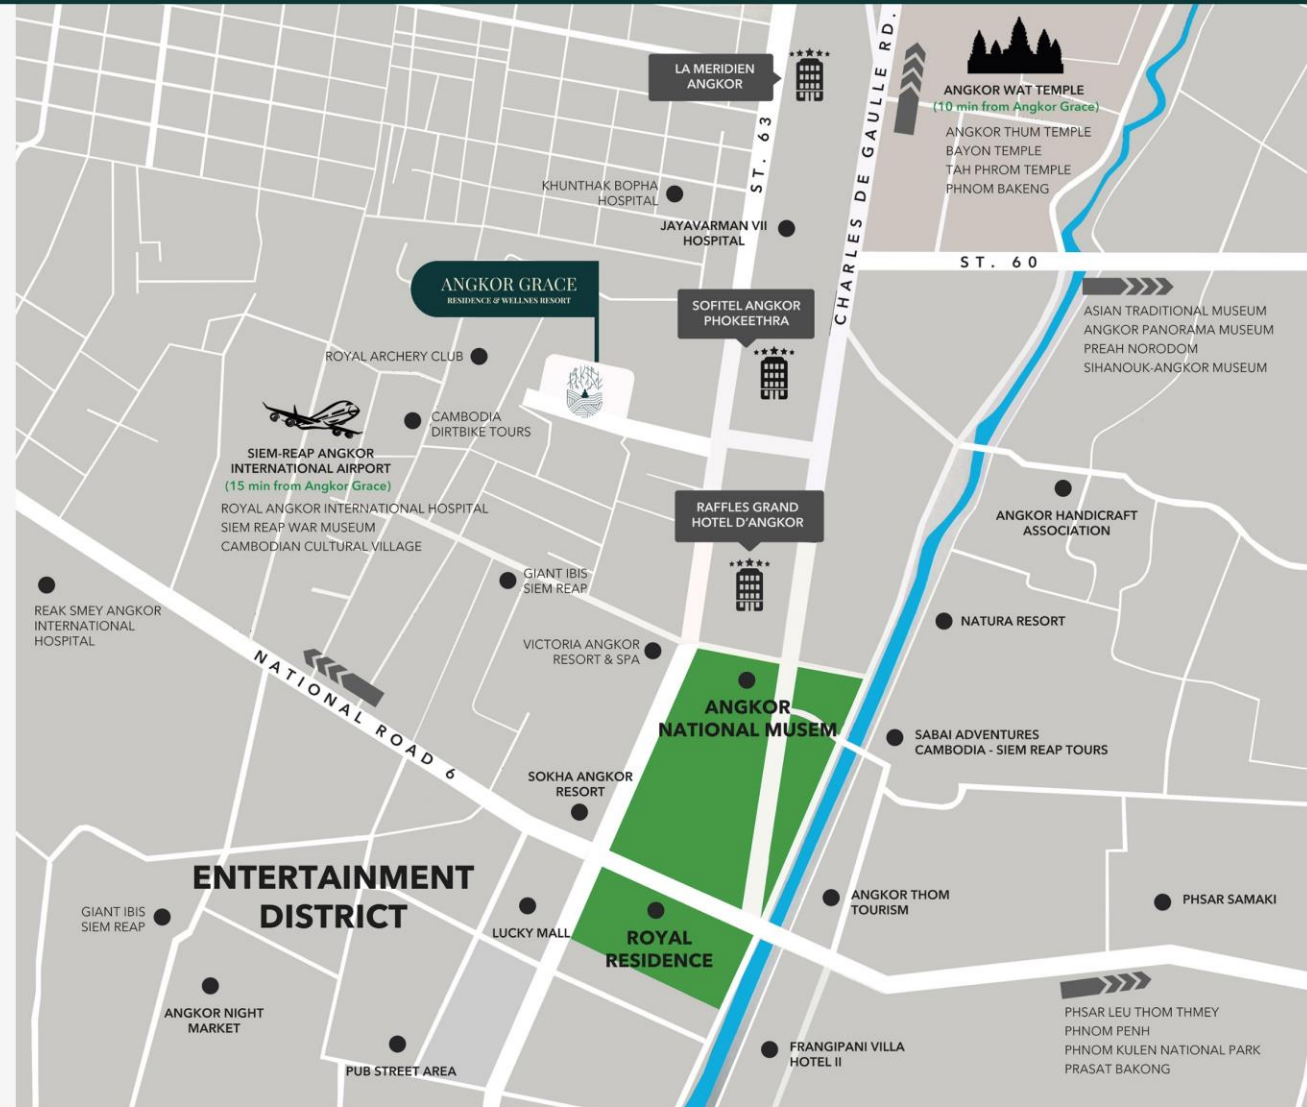 LA MERIDIEN
ANGKOR
ST. 63
CHARLES DE GAULLE RD.
ANGKOR WAT TEMPLE
(10 min from Angkor Grace)
ANGKOR THUM TEMPLE
BAYON TEMPLE
TAH PHROM TEMPLE
PHNOM BAKENG
KHUNTHAK BOPHA
HOSPITAL
JAYAVARMAN VII
HOSPITAL
ST. 60
ANGKOR GRACE
RESIDENCE & WELLNES RESORT
SOFITEL ANGKOR
PHOKEETHRA
ASIAN TRADITIONAL MUSEUM
ANGKOR PANORAMA MUSEUM
PREAH NORODOM
SIHANOUK-ANGKOR MUSEUM
ROYAL ARCHERY CLUB
CAMBODIA
DIRTBIKE TOURS
SIEM-REAP ANGKOR
INTERNATIONAL AIRPORT
(15 min from Angkor Grace)
ROYAL ANGKOR INTERNATIONAL HOSPITAL
SIEM REAP WAR MUSEUM
CAMBODIAN CULTURAL VILLAGE
RAFFLES GRAND
HOTEL D'ANGKOR
ANGKOR HANDICRAFT
ASSOCIATION
GIANT IBIS
SIEM REAP
REAK SMEY ANGKOR
INTERNATIONAL
HOSPITAL
NATURA RESORT
VICTORIA ANGKOR
RESORT & SPA
NATIONAL ROAD 6
ANGKOR
NATIONAL MUSEM
SABAI ADVENTURES
CAMBODIA - SIEM REAP TOURS
SOKHA ANGKOR
RESORT
ENTERTAINMENT
DISTRICT
GIANT IBIS
SIEM REAP
LUCKY MALL
ROYAL
RESIDENCE
ANGKOR THOM
TOURISM
PHSAR SAMAKI
ANGKOR NIGHT
MARKET
PUB STREET AREA
FRANGIPANI VILLA
HOTEL II
PHSAR LEU THOM THMEY
PHNOM PENH
PHNOM KULEN NATIONAL PARK
PRASAT BAKONG